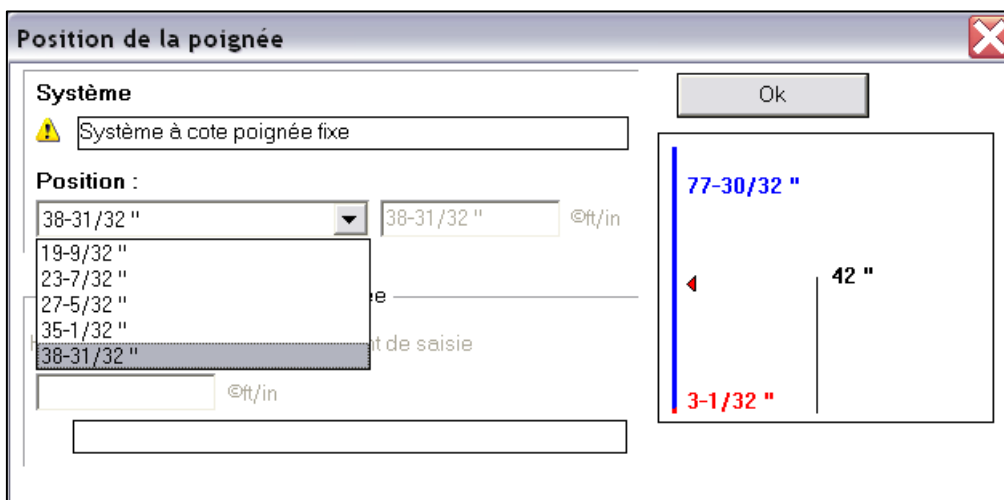 Position de la poignée
Système
Ok
Système à cote poignée fixe
Position :
38-31/32 "
38-31/32 "
©ft/in
19-9/32 "
23-7/32 "
27-5/32 "
35-1/32 "
38-31/32 "
de saisie
©ft/in
77-30/32 "
42 "
3-1/32 "